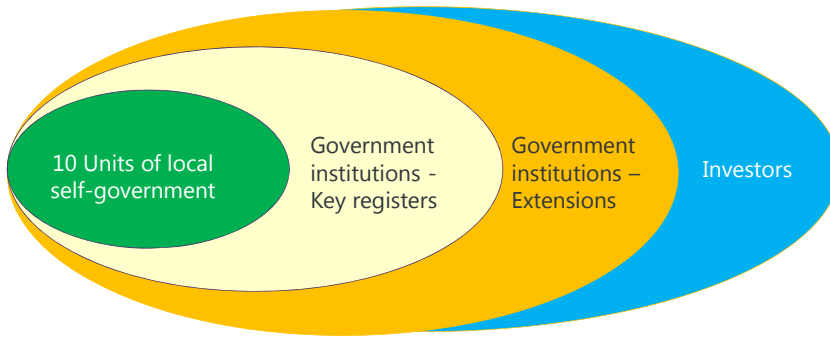 10 Units of local
self-government
Government
institutions -
Key registers
Government
institutions –
Extensions
Investors